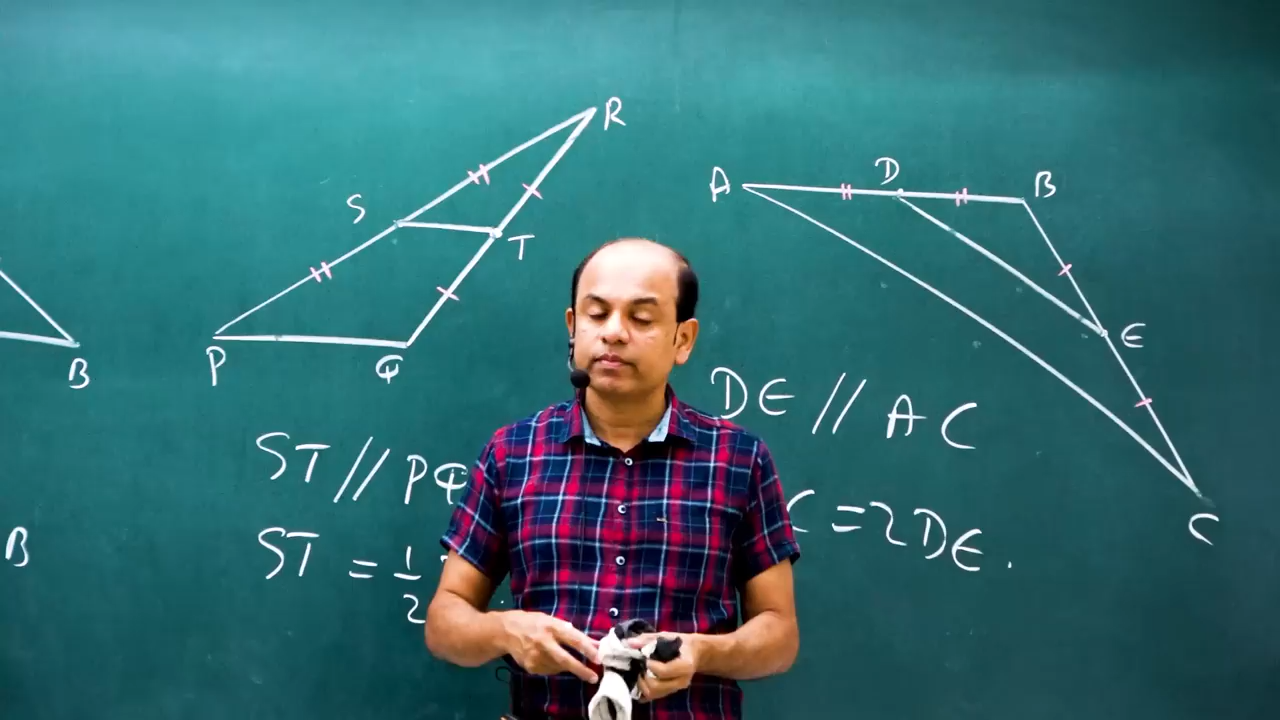 R
A D B
S
T
E
P Q
B
DE // AC
ST // PQ
C = 2DE.
B
C
ST = 1/2